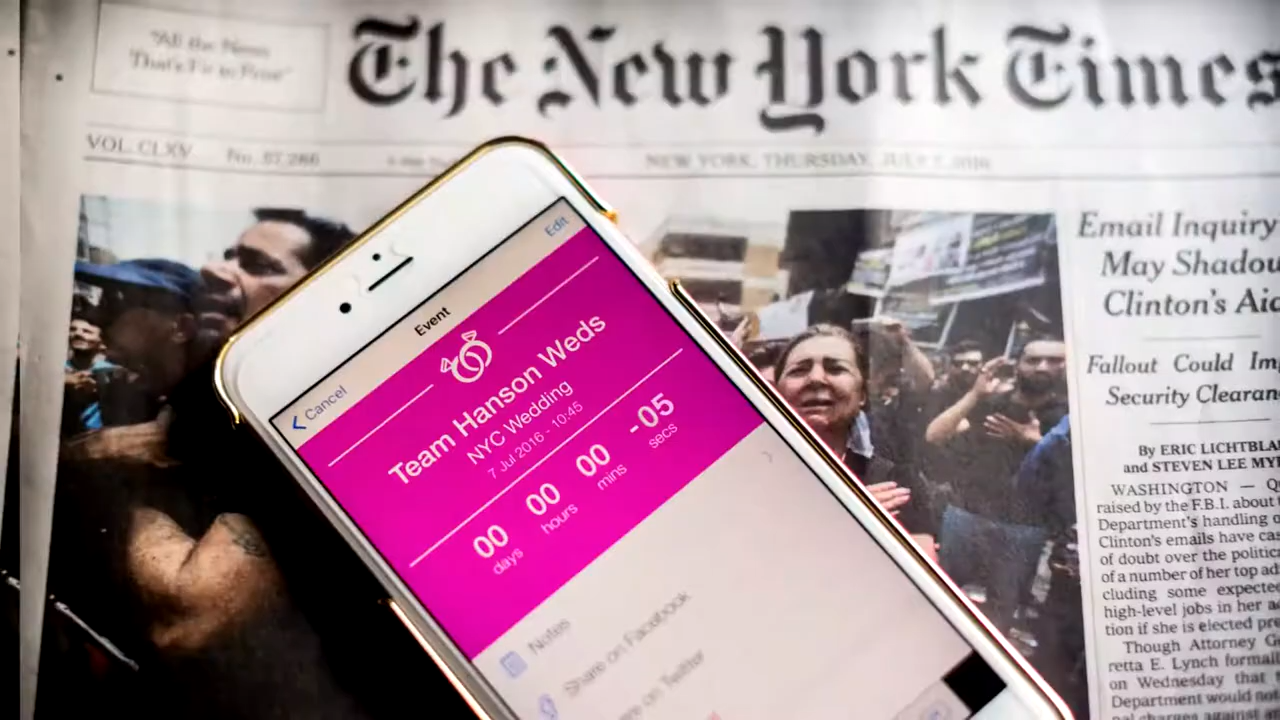 "All the News
That's Fit to Print"
The New York Times
VOL. CLXV No. 57,286
NEW YORK, THURSDAY, JULY 7, 2016
Edit
Event
Cancel
Team Hanson Weds
NYC Wedding
7 Jul 2016 - 10:45
00 00 00 -05
days hours mins secs
Notes
Share on Facebook
on Twitter
Email Inquiry
May Shadou
Clinton's Aid
Fallout Could Im
Security Clearan
By ERIC LICHTBLA
and STEVEN LEE MY
WASHINGTON — Q
raised by the F.B.I. about
Department's handling
Clinton's emails have cas
of doubt over the politic
of a number of her top ad
cluding some expecte
high-level jobs in her a
tion if she is elected pre
Though Attorney G
retta E. Lynch formall
on Wednesday that
Department would not